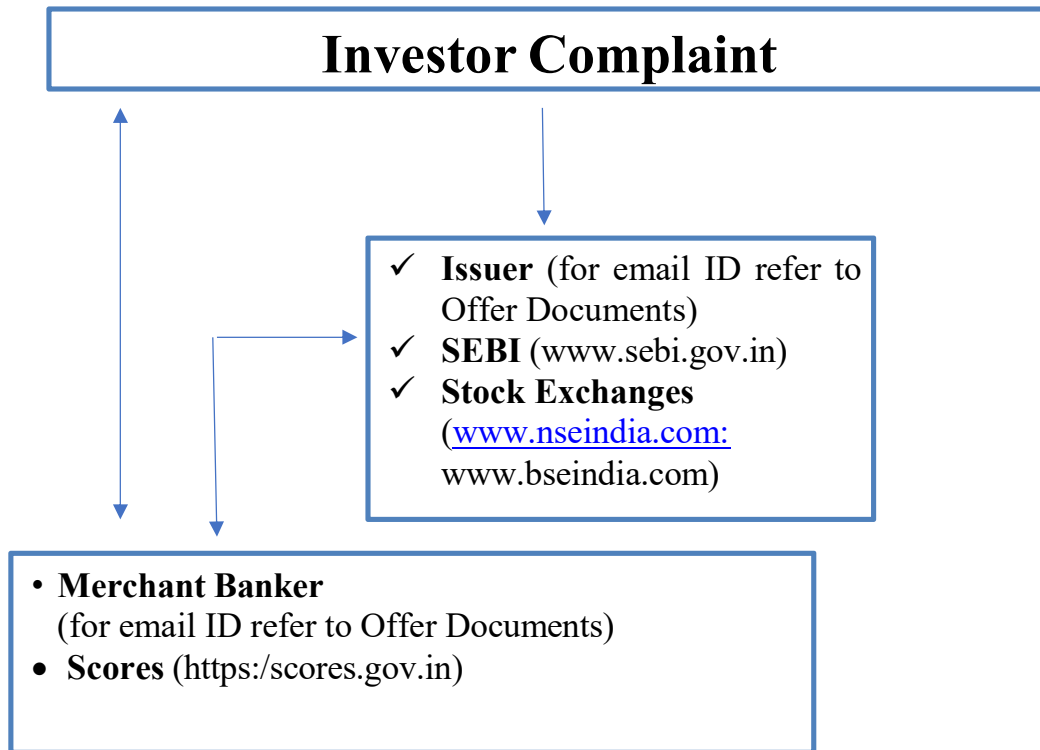 Investor Complaint
✓ Issuer (for email ID refer to
Offer Documents)
✓ SEBI (www.sebi.gov.in)
✓ Stock Exchanges
(www.nseindia.com:
www.bseindia.com)
• Merchant Banker
(for email ID refer to Offer Documents)
• Scores (https:/scores.gov.in)